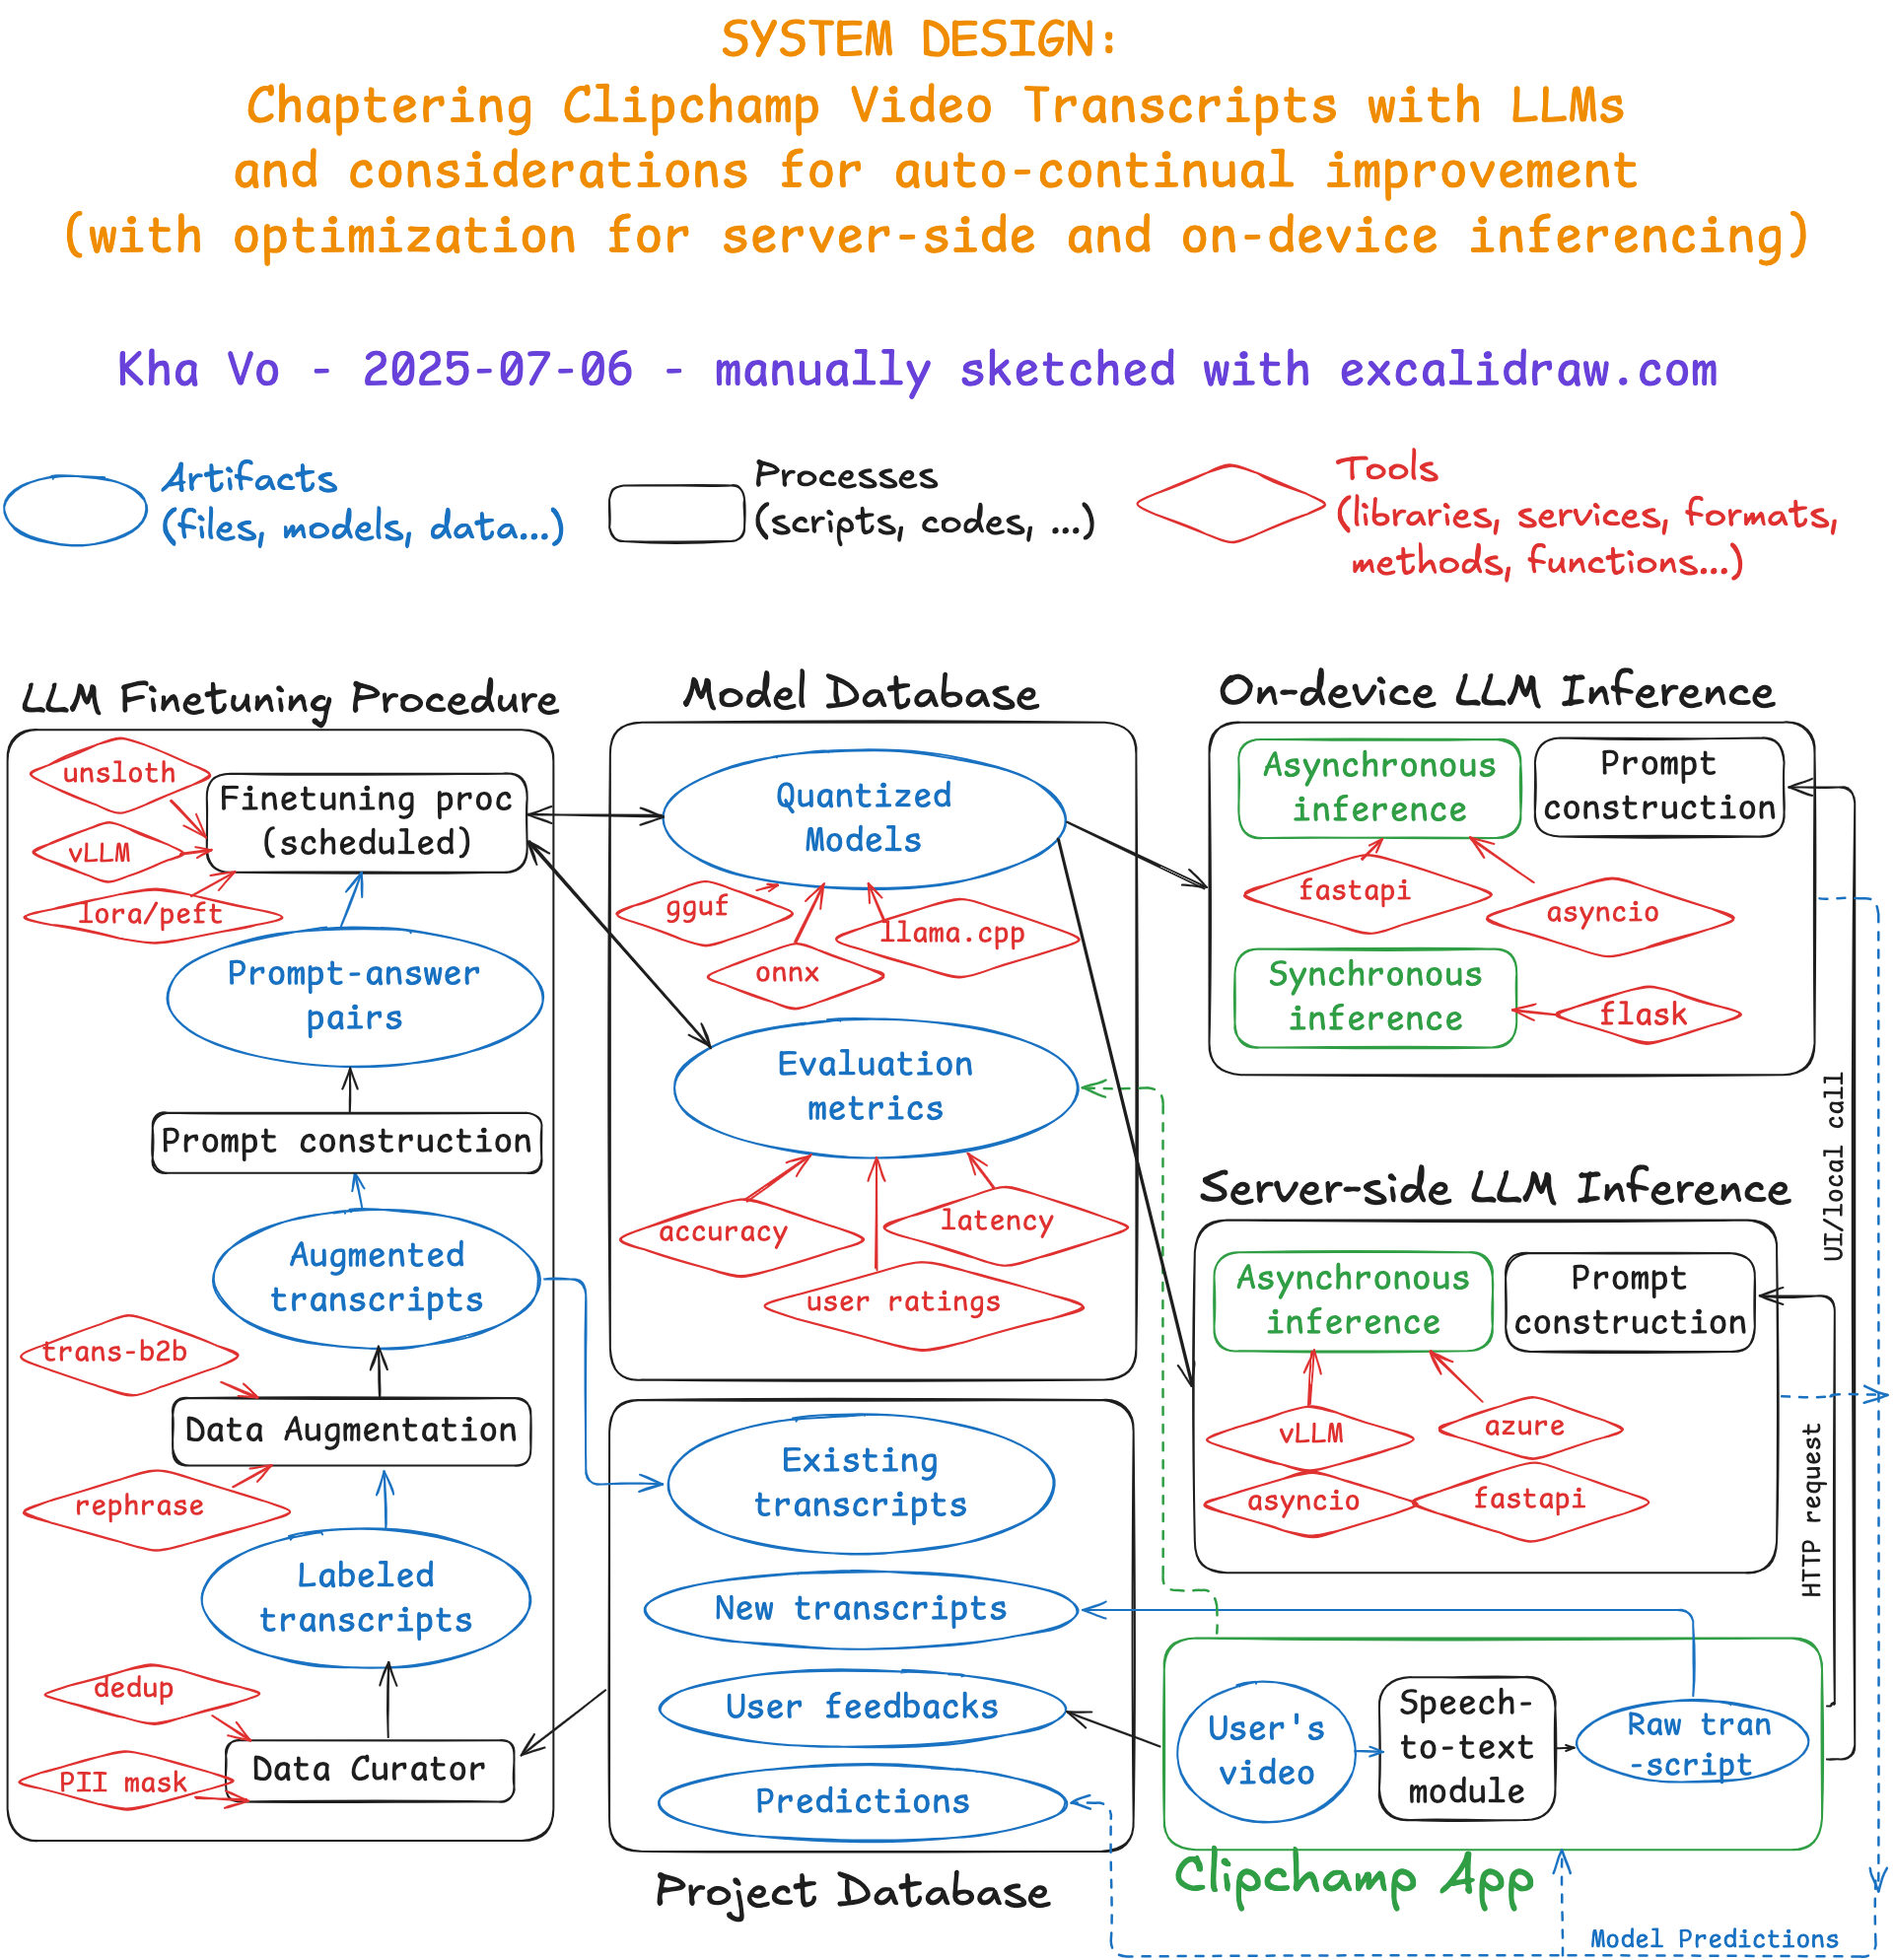 SYSTEM DESIGN:
Chaptering Clipchamp Video Transcripts with LLMs
and considerations for auto-continual improvement
(with optimization for server-side and on-device inferencing)
Kha Vo - 2025-07-06 - manually sketched with excalidraw.com
Artifacts
(files, models, data...)
Processes
(scripts, codes, ...)
Tools
(libraries, services, formats,
methods, functions...)
LLM Finetuning Procedure
unsloth
Finetuning proc
(scheduled)
vLLM
lora/peft
Prompt-answer
pairs
Prompt construction
Augmented
transcripts
trans-b2b
Data Augmentation
rephrase
Labeled
transcripts
dedup
Data Curator
PII mask
Model Database
Quantized
Models
gguf
llama.cpp
onnx
Evaluation
metrics
accuracy
latency
user ratings
Existing
transcripts
New transcripts
User feedbacks
Predictions
Project Database
On-device LLM Inference
Asynchronous
inference
Prompt
construction
fastapi
asyncio
Synchronous
inference
flask
UI/local call
Server-side LLM Inference
Asynchronous
inference
Prompt
construction
vLLM
azure
asyncio
fastapi
HTTP request
User's
video
Speech-
to-text
module
Raw tran
-script
Clipchamp App
Model Predictions